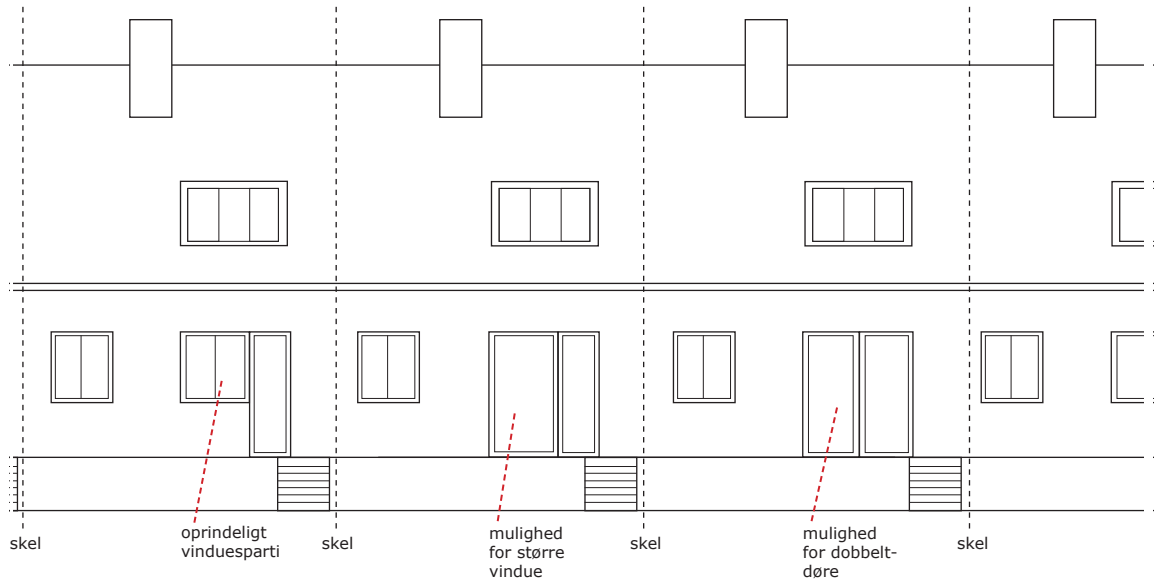 skel
oprindeligt
vinduesparti
skel
mulighed
for større
vindue
skel
mulighed
for dobbelt-
døre
skel